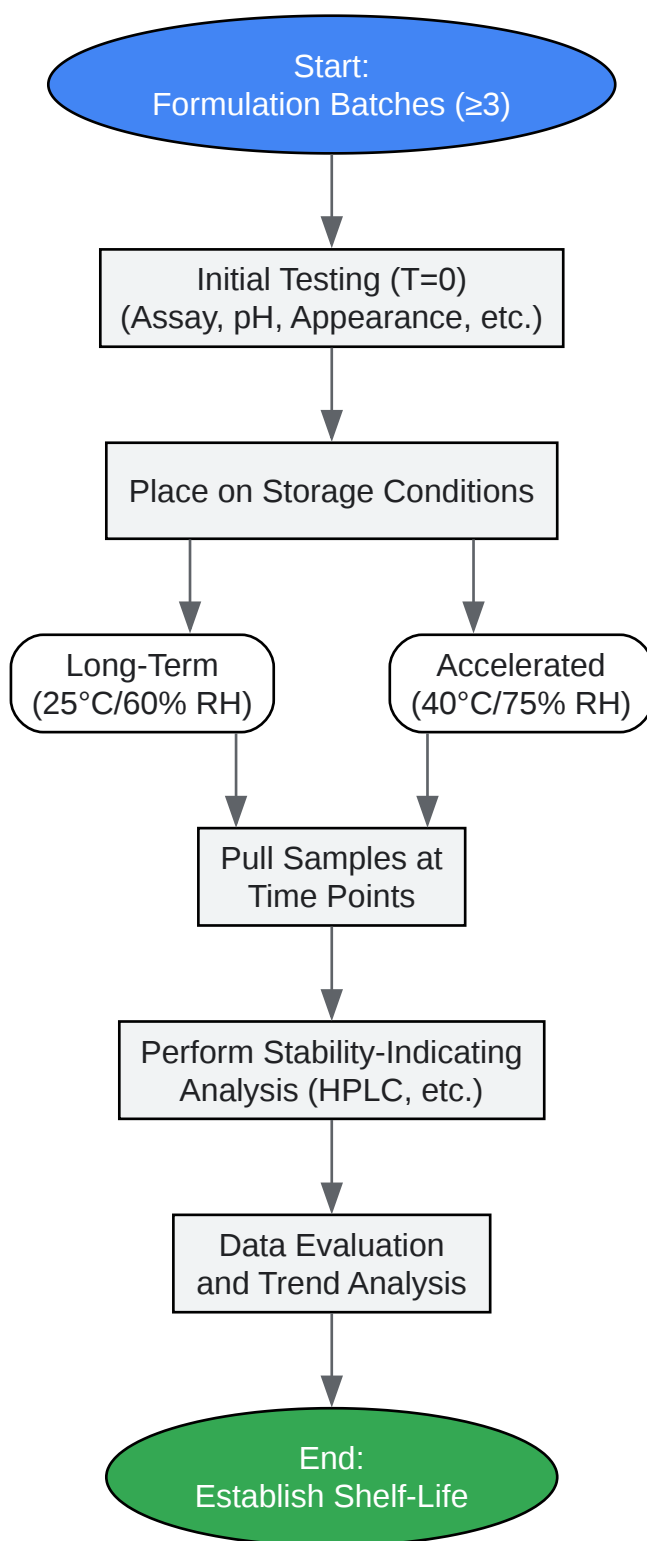 Start:
Formulation Batches (≥3)
Initial Testing (T=0)
(Assay, pH, Appearance, etc.)
Place on Storage Conditions
Long-Term
(25°C/60% RH)
Accelerated
(40°C/75% RH)
Pull Samples at
Time Points
Perform Stability-Indicating
Analysis (HPLC, etc.)
Data Evaluation
and Trend Analysis
End:
Establish Shelf-Life